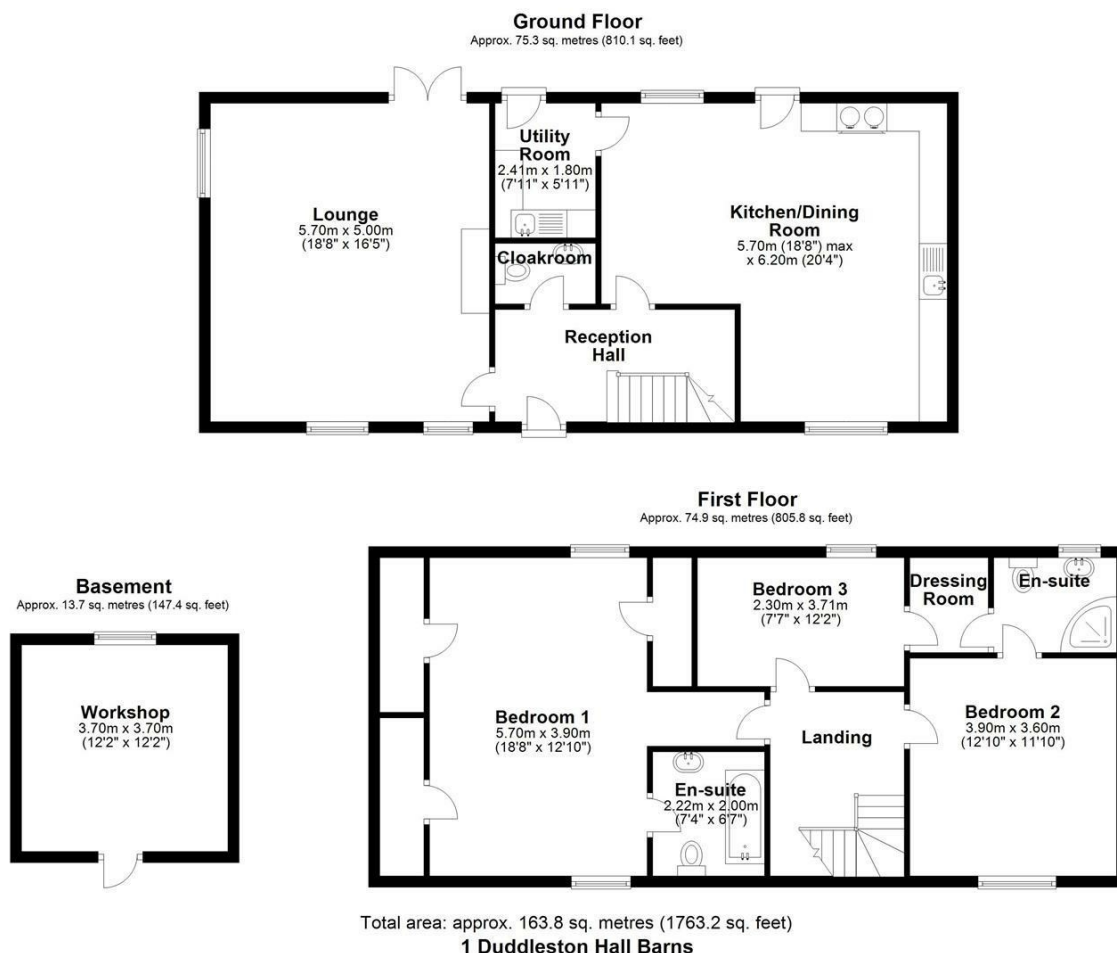 Ground Floor
Approx. 75.3 sq. metres (810.1 sq. feet)
Utility
Room
2.41m x 1.80m
(7'11" x 5'11")
Lounge
5.70m x 5.00m
(18'8" x 16'5")
Kitchen/Dining
Room
5.70m (18'8") max
x 6.20m (20'4")
Cloakroom
Reception
Hall
First Floor
Approx. 74.9 sq. metres (805.8 sq. feet)
Basement
Approx. 13.7 sq. metres (147.4 sq. feet)
Workshop
3.70m x 3.70m
(12'2" x 12'2")
Bedroom 3
2.30m x 3.71m
(7'7" x 12'2")
Dressing
Room
En-suite
Bedroom 1
5.70m x 3.90m
(18'8" x 12'10")
Landing
Bedroom 2
3.90m x 3.60m
(12'10" x 11'10")
En-suite
2.22m x 2.00m
(7'4" x 6'7")
Total area: approx. 163.8 sq. metres (1763.2 sq. feet)
1 Duddleston Hall Barns